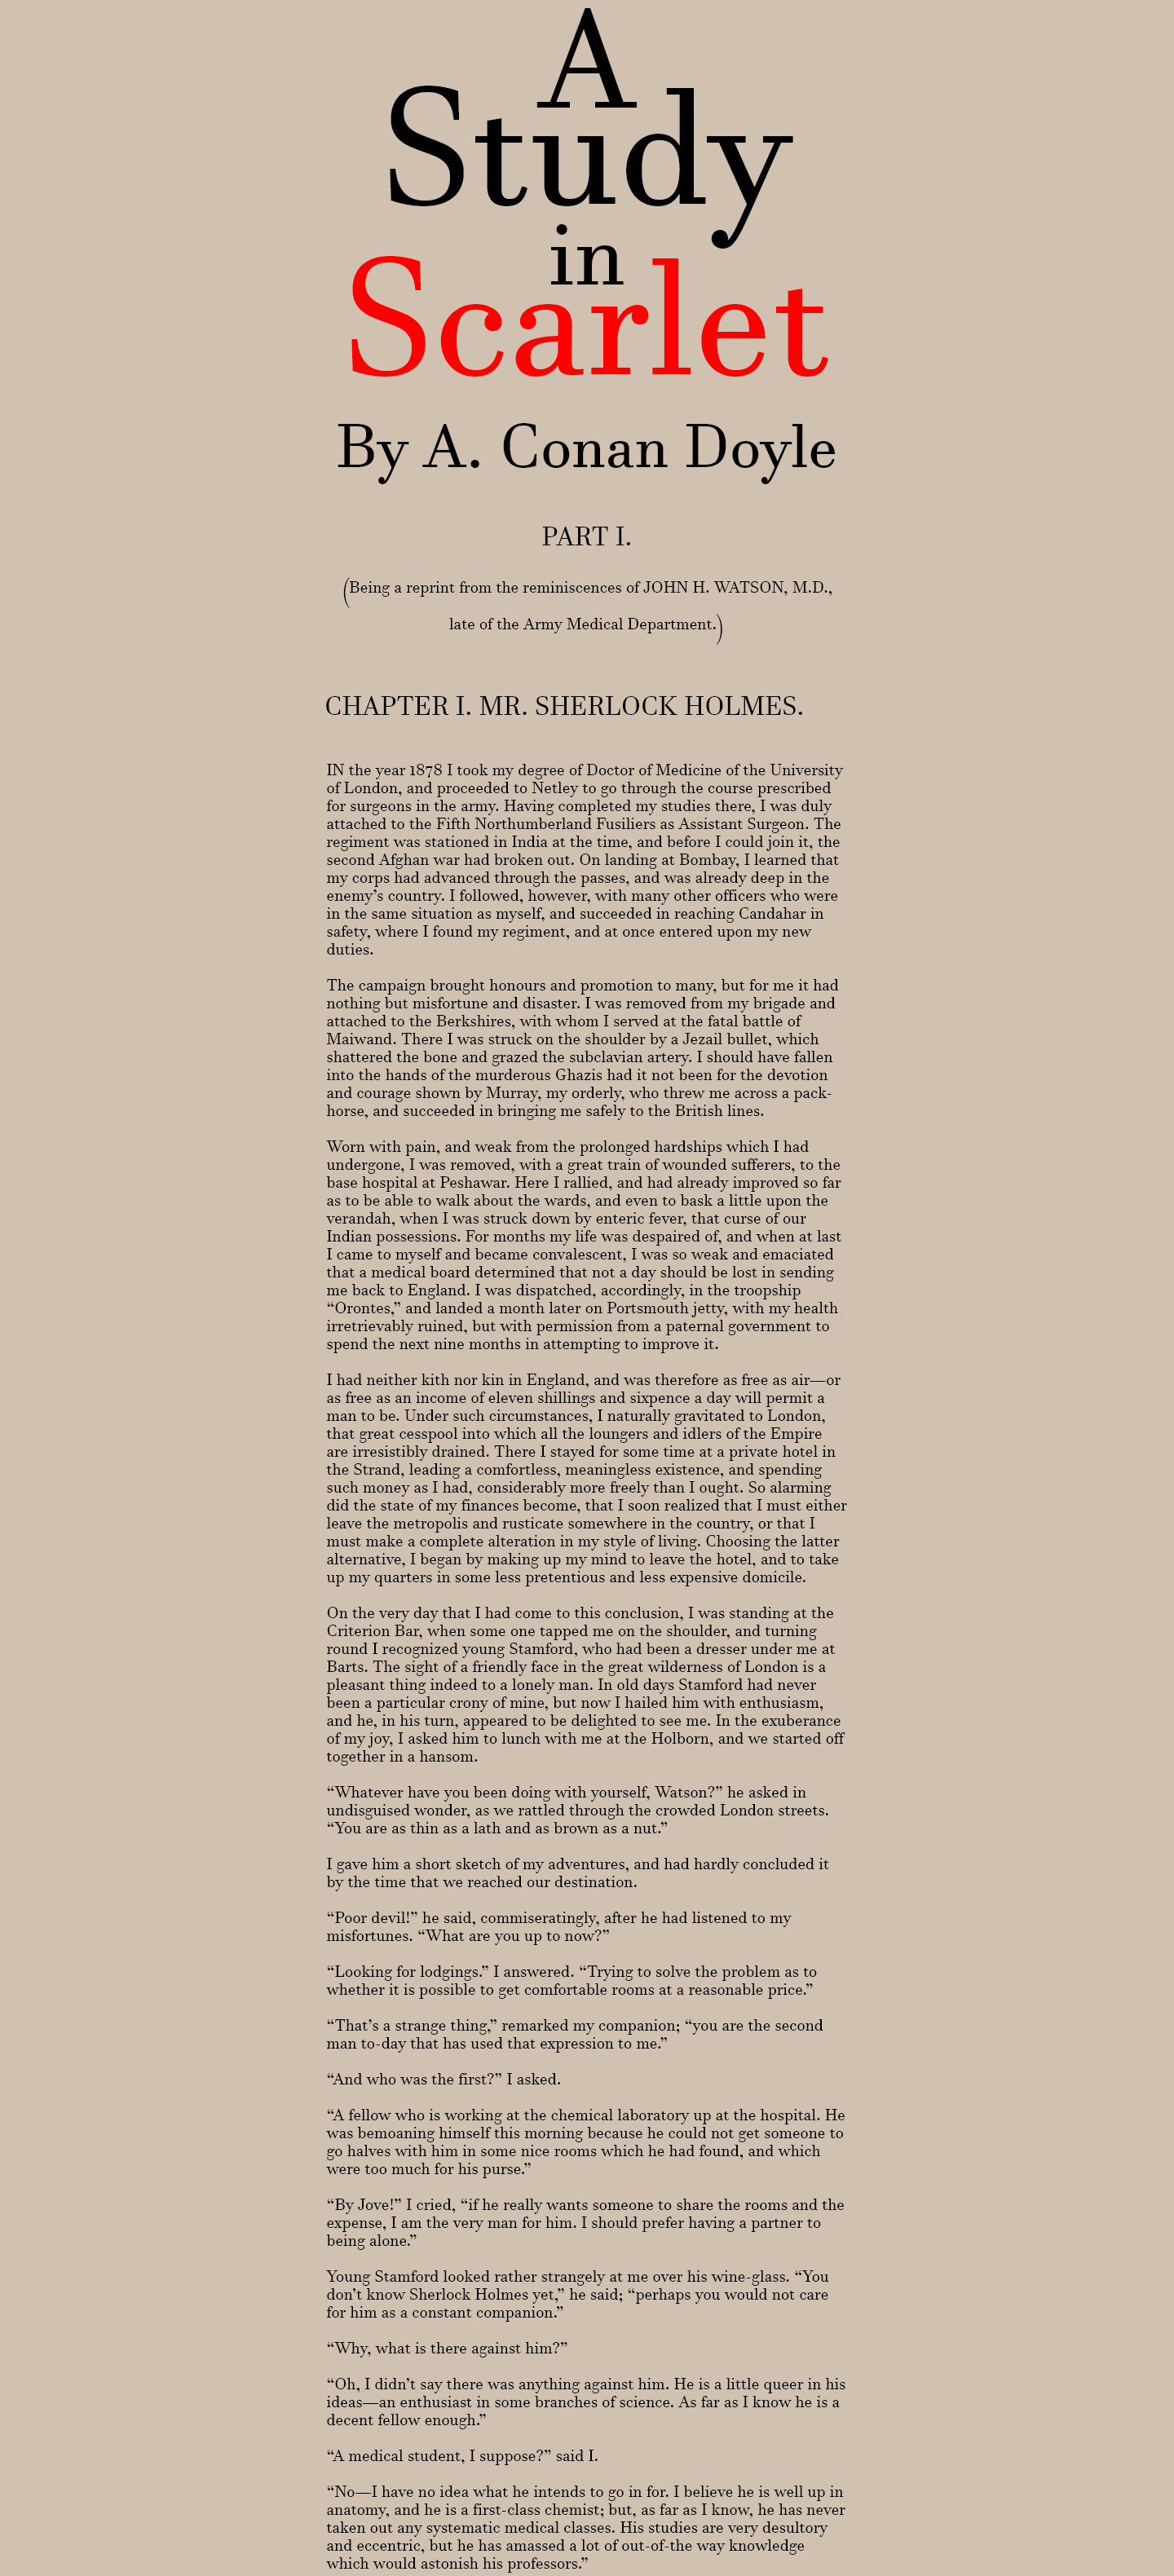 A
Study
in
Scarlet
By A. Conan Doyle
PART I.
(Being a reprint from the reminiscences of JOHN H. WATSON, M.D.,
late of the Army Medical Department.)
CHAPTER I. MR. SHERLOCK HOLMES.
IN the year 1878 I took my degree of Doctor of Medicine of the University
of London, and proceeded to Netley to go through the course prescribed
for surgeons in the army. Having completed my studies there, I was duly
attached to the Fifth Northumberland Fusiliers as Assistant Surgeon. The
regiment was stationed in India at the time, and before I could join it, the
second Afghan war had broken out. On landing at Bombay, I learned that
my corps had advanced through the passes, and was already deep in the
enemy’s country. I followed, however, with many other officers who were
in the same situation as myself, and succeeded in reaching Candahar in
safety, where I found my regiment, and at once entered upon my new
duties.
The campaign brought honours and promotion to many, but for me it had
nothing but misfortune and disaster. I was removed from my brigade and
attached to the Berkshires, with whom I served at the fatal battle of
Maiwand. There I was struck on the shoulder by a Jezail bullet, which
shattered the bone and grazed the subclavian artery. I should have fallen
into the hands of the murderous Ghazis had it not been for the devotion
and courage shown by Murray, my orderly, who threw me across a pack-
horse, and succeeded in bringing me safely to the British lines.
Worn with pain, and weak from the prolonged hardships which I had
undergone, I was removed, with a great train of wounded sufferers, to the
base hospital at Peshawar. Here I rallied, and had already improved so far
as to be able to walk about the wards, and even to bask a little upon the
verandah, when I was struck down by enteric fever, that curse of our
Indian possessions. For months my life was despaired of, and when at last
I came to myself and became convalescent, I was so weak and emaciated
that a medical board determined that not a day should be lost in sending
me back to England. I was dispatched, accordingly, in the troopship
“Orontes,” and landed a month later on Portsmouth jetty, with my health
irretrievably ruined, but with permission from a paternal government to
spend the next nine months in attempting to improve it.
I had neither kith nor kin in England, and was therefore as free as air—or
as free as an income of eleven shillings and sixpence a day will permit a
man to be. Under such circumstances, I naturally gravitated to London,
that great cesspool into which all the loungers and idlers of the Empire
are irresistibly drained. There I stayed for some time at a private hotel in
the Strand, leading a comfortless, meaningless existence, and spending
such money as I had, considerably more freely than I ought. So alarming
did the state of my finances become, that I soon realized that I must either
leave the metropolis and rusticate somewhere in the country, or that I
must make a complete alteration in my style of living. Choosing the latter
alternative, I began by making up my mind to leave the hotel, and to take
up my quarters in some less pretentious and less expensive domicile.
On the very day that I had come to this conclusion, I was standing at the
Criterion Bar, when some one tapped me on the shoulder, and turning
round I recognized young Stamford, who had been a dresser under me at
Barts. The sight of a friendly face in the great wilderness of London is a
pleasant thing indeed to a lonely man. In old days Stamford had never
been a particular crony of mine, but now I hailed him with enthusiasm,
and he, in his turn, appeared to be delighted to see me. In the exuberance
of my joy, I asked him to lunch with me at the Holborn, and we started off
together in a hansom.
“Whatever have you been doing with yourself, Watson?” he asked in
undisguised wonder, as we rattled through the crowded London streets.
“You are as thin as a lath and as brown as a nut.”
I gave him a short sketch of my adventures, and had hardly concluded it
by the time that we reached our destination.
“Poor devil!” he said, commiseratingly, after he had listened to my
misfortunes. “What are you up to now?”
“Looking for lodgings.” I answered. “Trying to solve the problem as to
whether it is possible to get comfortable rooms at a reasonable price.”
“That’s a strange thing,” remarked my companion; “you are the second
man to-day that has used that expression to me.”
“And who was the first?” I asked.
“A fellow who is working at the chemical laboratory up at the hospital. He
was bemoaning himself this morning because he could not get someone to
go halves with him in some nice rooms which he had found, and which
were too much for his purse.”
“By Jove!” I cried, “if he really wants someone to share the rooms and the
expense, I am the very man for him. I should prefer having a partner to
being alone.”
Young Stamford looked rather strangely at me over his wine-glass. “You
don’t know Sherlock Holmes yet,” he said; “perhaps you would not care
for him as a constant companion.”
“Why, what is there against him?”
“Oh, I didn’t say there was anything against him. He is a little queer in his
ideas—an enthusiast in some branches of science. As far as I know he is a
decent fellow enough.”
“A medical student, I suppose?” said I.
“No—I have no idea what he intends to go in for. I believe he is well up in
anatomy, and he is a first-class chemist; but, as far as I know, he has never
taken out any systematic medical classes. His studies are very desultory
and eccentric, but he has amassed a lot of out-of-the way knowledge
which would astonish his professors.”